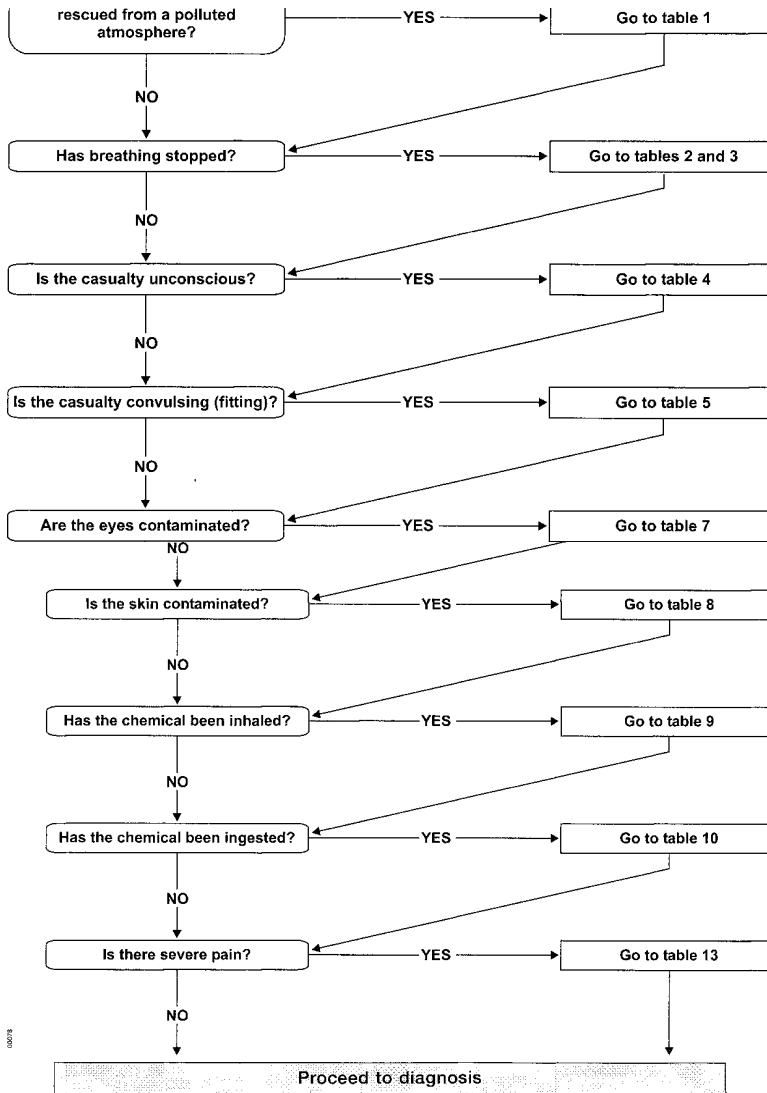 rescued from a polluted
atmosphere?
YES
Go to table 1
NO
Has breathing stopped?
YES
Go to tables 2 and 3
NO
Is the casualty unconscious?
YES
Go to table 4
NO
Is the casualty convulsing (fitting)?
YES
Go to table 5
NO
Are the eyes contaminated?
YES
Go to table 7
NO
Is the skin contaminated?
YES
Go to table 8
NO
Has the chemical been inhaled?
YES
Go to table 9
NO
Has the chemical been ingested?
YES
Go to table 10
NO
Is there severe pain?
YES
Go to table 13
NO
Proceed to diagnosis